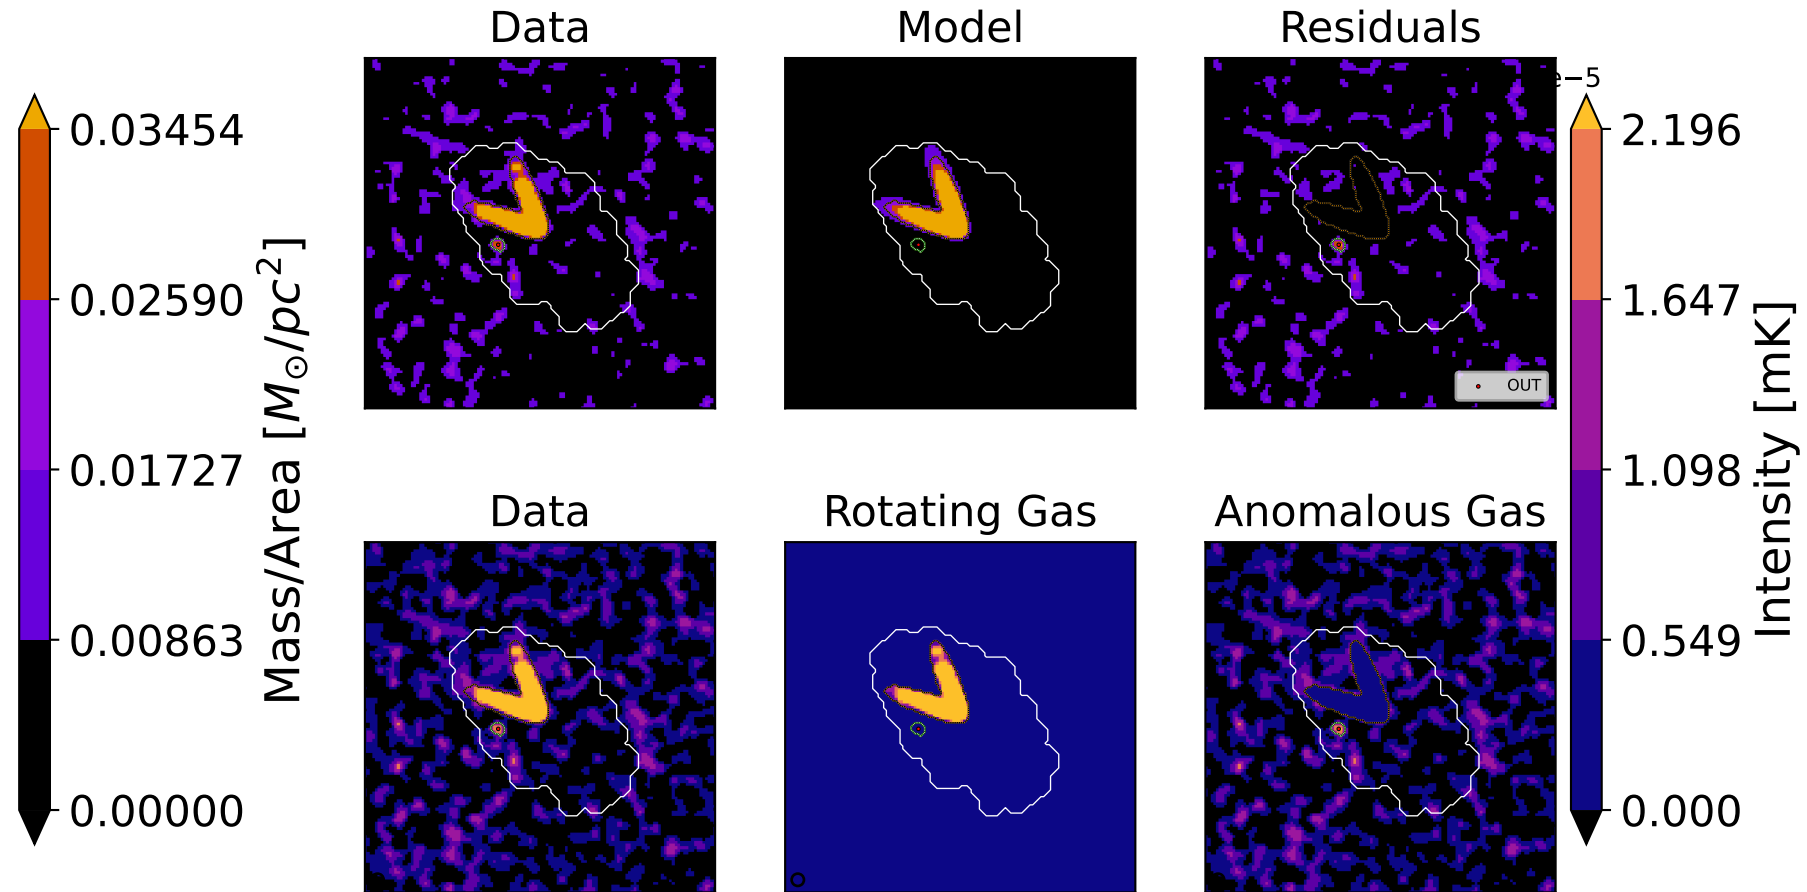 Data
Model
Residuals
e−5
0.03454
0.02590
0.01727
0.00863
0.00000
Mass/Area [M⊙/pc²]
OUT
2.196
1.647
1.098
0.549
0.000
Intensity [mK]
Data
Rotating Gas
Anomalous Gas